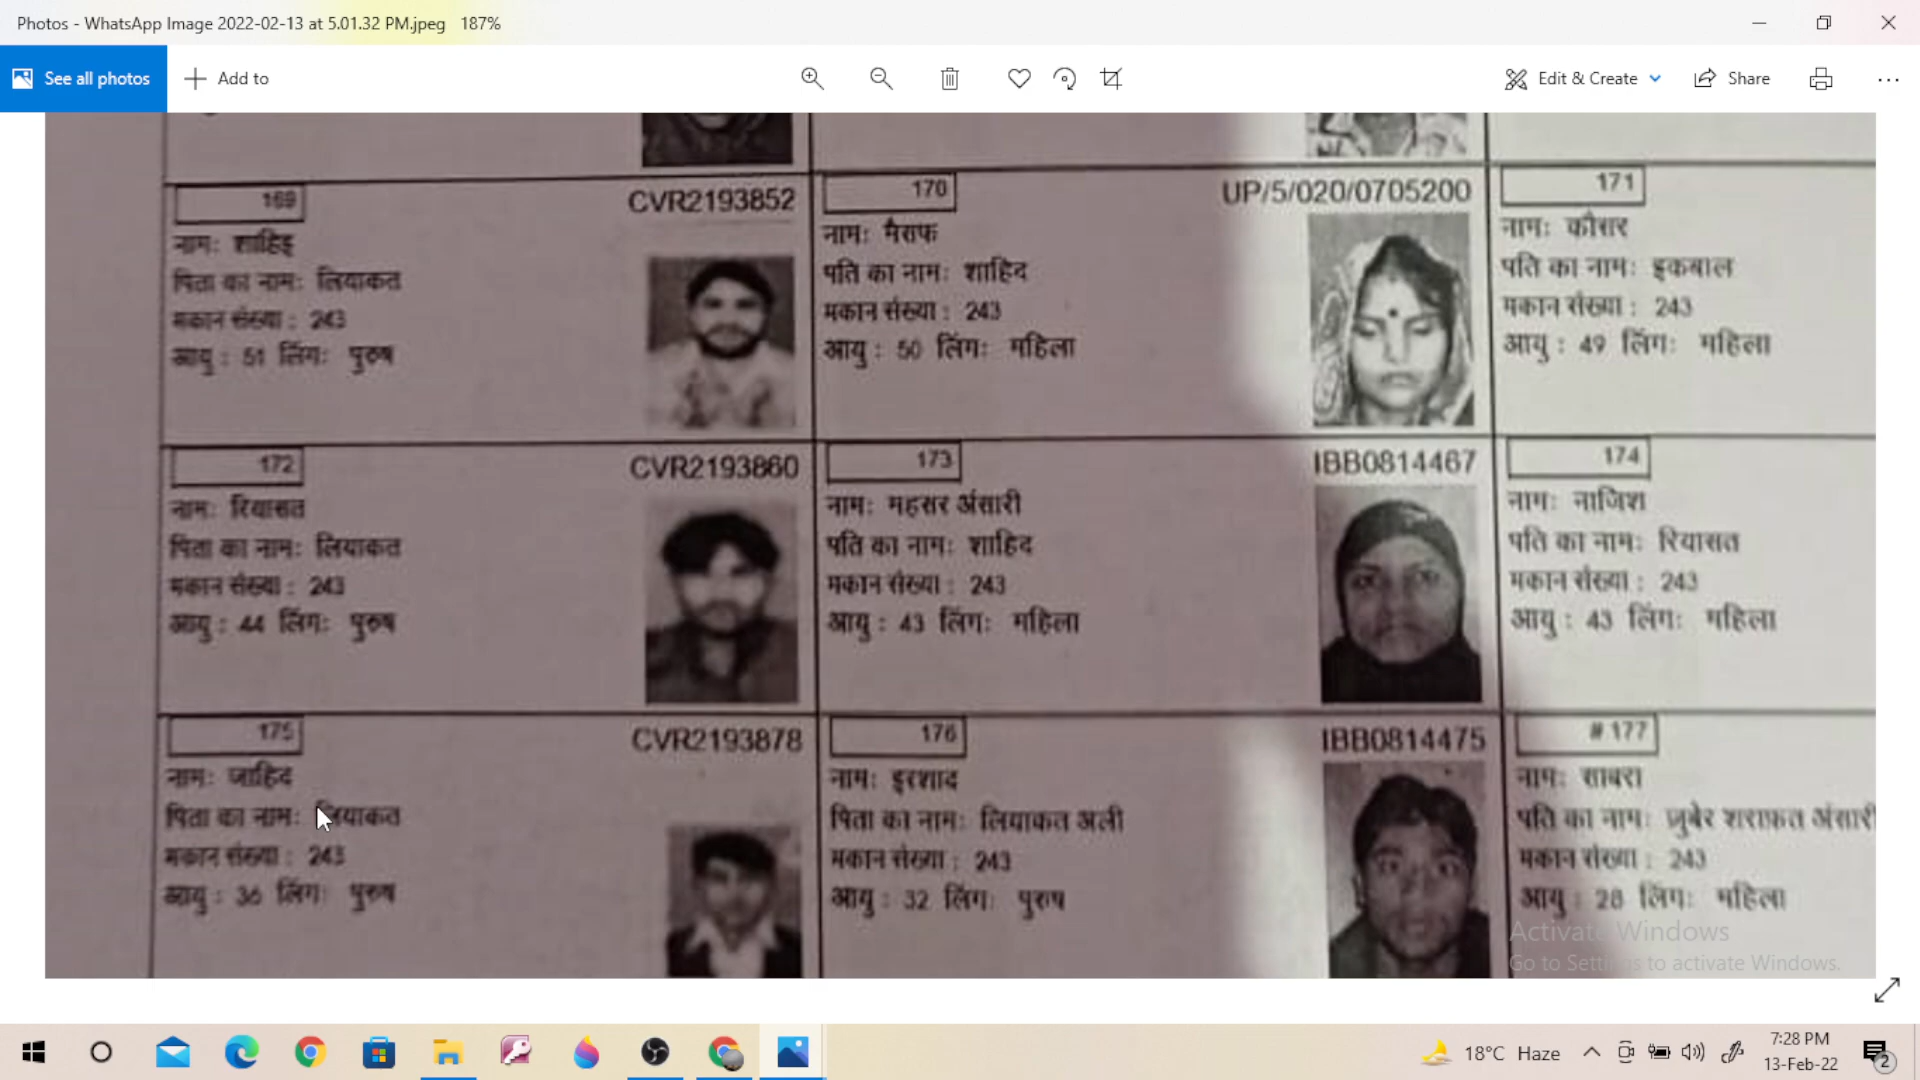 Photos - WhatsApp Image 2022-02-13 at 5.01.32 PM.jpeg 187%
See all photos
Add to
Edit & Create
Share
169 CVR2193852
नाम: शाहिद
पिता का नाम: लियाकत
मकान संख्या : 243
आयु : 51 लिंग: पुरुष
170 UP/5/020/0705200
नाम: मैराफ
पति का नाम: शाहिद
मकान संख्या : 243
आयु : 50 लिंग: महिला
171
नाम: कौसर
पति का नाम: इकबाल
मकान संख्या : 243
आयु : 49 लिंग: महिला
172 CVR2193860
नाम: रियासत
पिता का नाम: लियाकत
मकान संख्या : 243
आयु : 44 लिंग: पुरुष
173 IBB0814467
नाम: महसर अंसारी
पति का नाम: शाहिद
मकान संख्या : 243
आयु : 43 लिंग: महिला
174
नाम: नाजिश
पति का नाम: रियासत
मकान संख्या : 243
आयु : 43 लिंग: महिला
175 CVR2193878
नाम: जाहिद
पिता का नाम: लियाकत
मकान संख्या : 243
आयु : 36 लिंग: पुरुष
176 IBB0814475
नाम: इरशाद
पिता का नाम: लियाकत अली
मकान संख्या : 243
आयु : 32 लिंग: पुरुष
# 177
नाम: साबरा
पति का नाम: जुबेर शराफ़त अंसारी
मकान संख्या : 243
आयु : 28 लिंग: महिला
Activate Windows
Go to Settings to activate Windows.
18°C Haze
7:28 PM
13-Feb-22
2